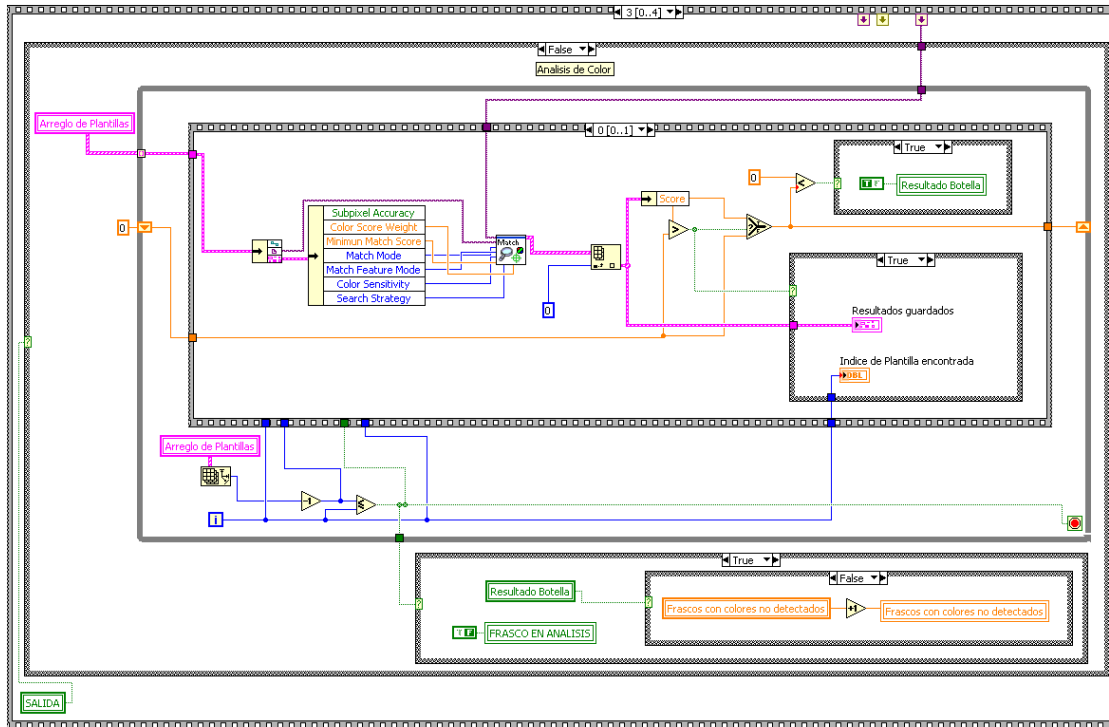 3 [0..4]
False
Analisis de Color
Arreglo de Plantillas
0 [0..1]
True
0
T F
Resultado Botella
Score
Subpixel Accuracy
Color Score Weight
Minimun Match Score
Match Mode
Match Feature Mode
Color Sensitivity
Search Strategy
Match
0
0
True
Resultados guardados
Indice de Plantilla encontrada
DBL
Arreglo de Plantillas
-1
i
True
False
Resultado Botella
Frascos con colores no detectados
+1
Frascos con colores no detectados
T F
FRASCO EN ANALISIS
SALIDA